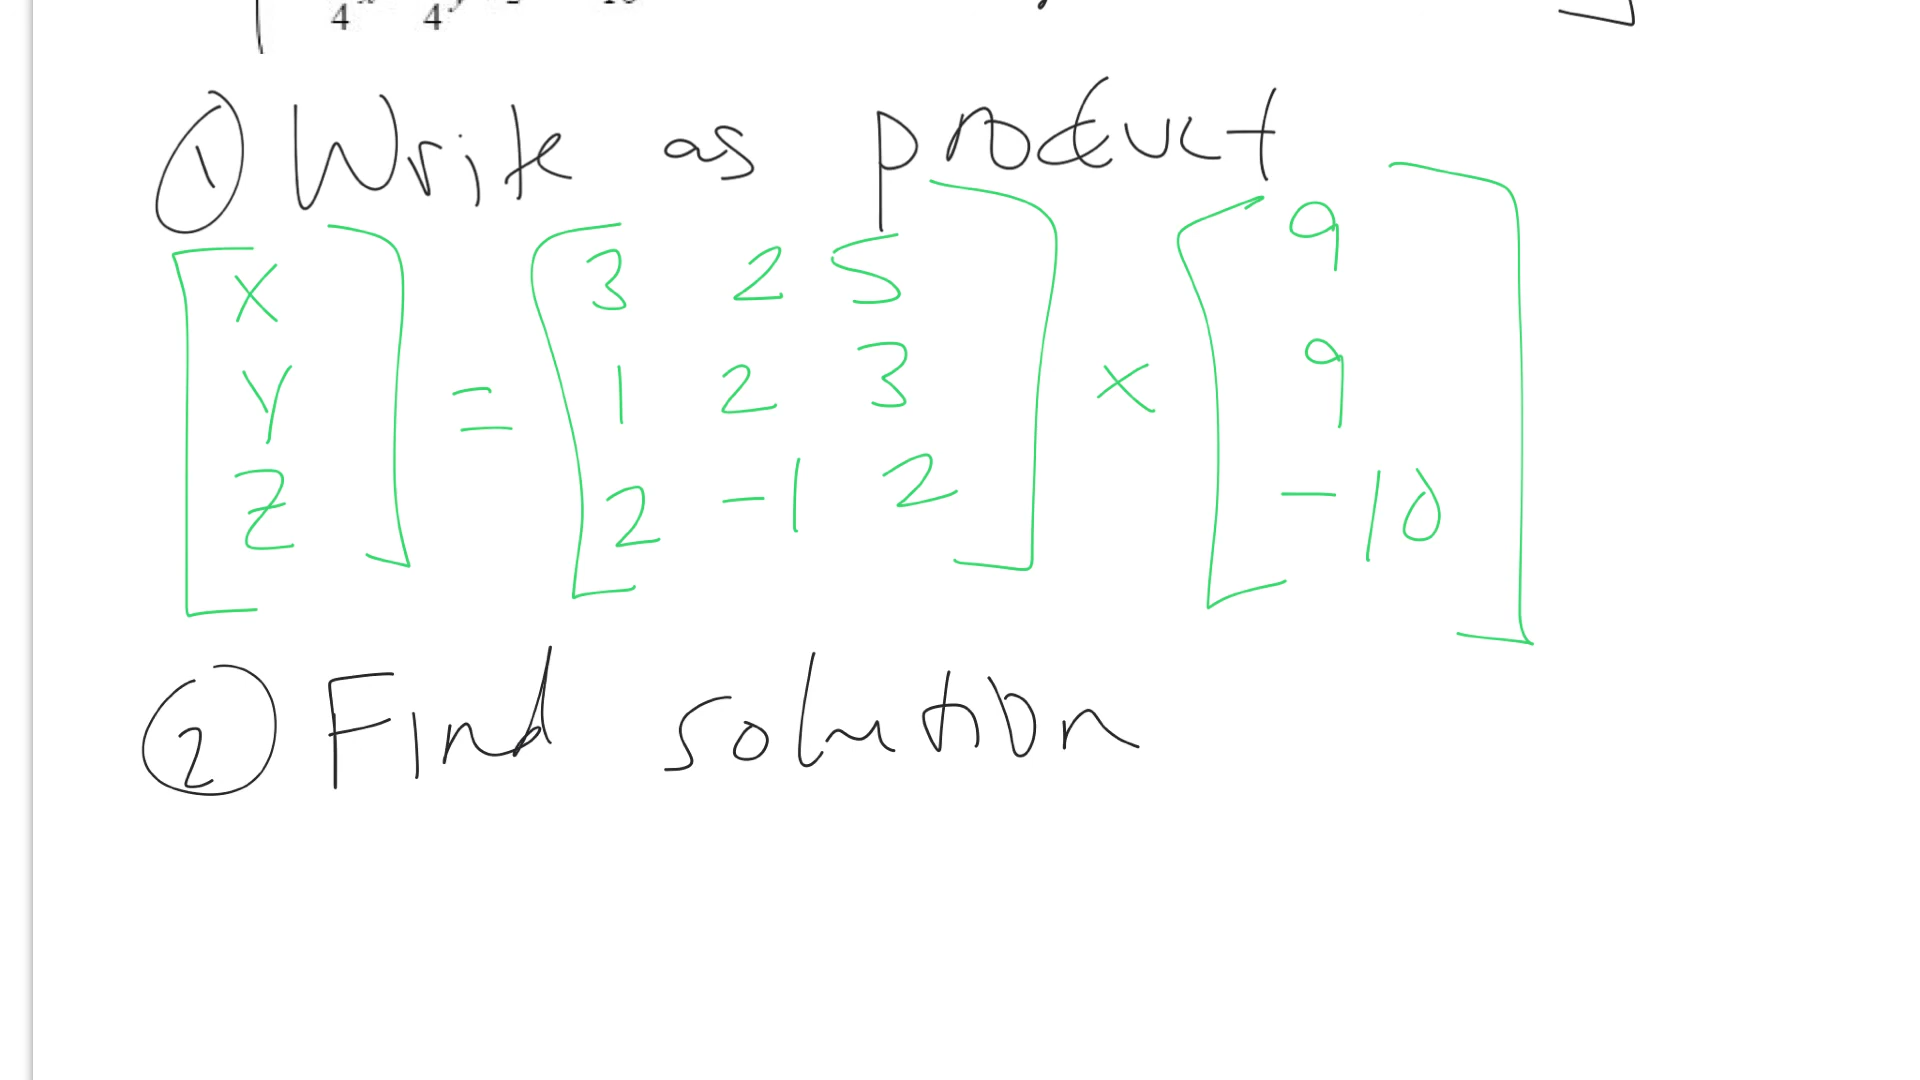 ① Write as product
[X Y Z] = [3 2 5
1 2 3
2 -1 2] × [9
9
-10]
② Find solution